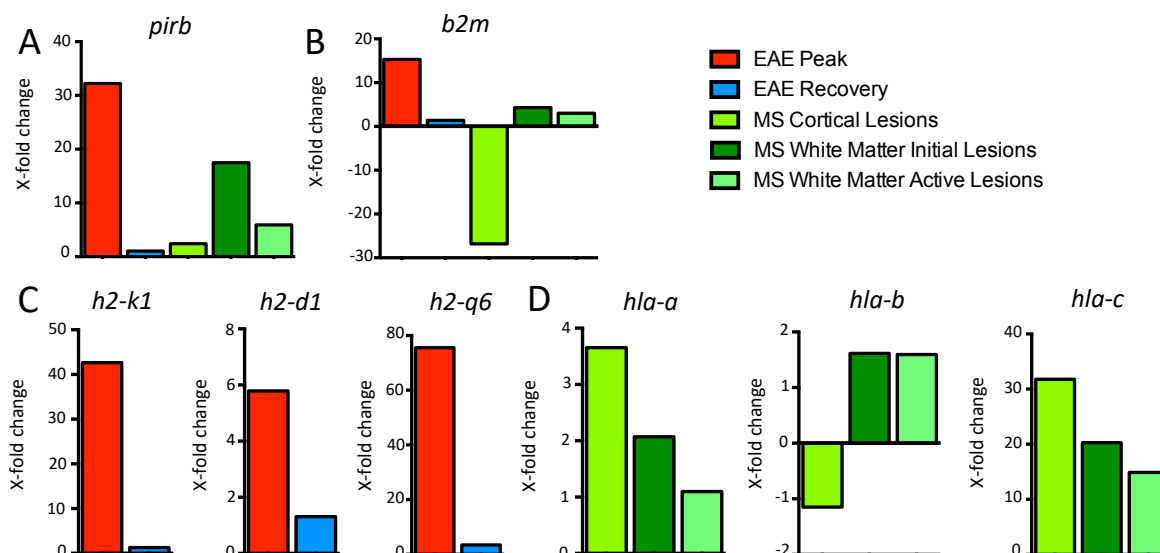 A
pirb
X-fold change
40
30
20
10
0
B
b2m
X-fold change
20
10
0
-10
-20
-30
EAE Peak
EAE Recovery
MS Cortical Lesions
MS White Matter Initial Lesions
MS White Matter Active Lesions
C
h2-k1
X-fold change
50
40
30
20
10
0
h2-d1
X-fold change
8
6
4
2
0
h2-q6
X-fold change
80
60
40
20
0
D
hla-a
X-fold change
4
3
2
1
0
hla-b
X-fold change
2
1
0
-1
-2
hla-c
X-fold change
40
30
20
10
0